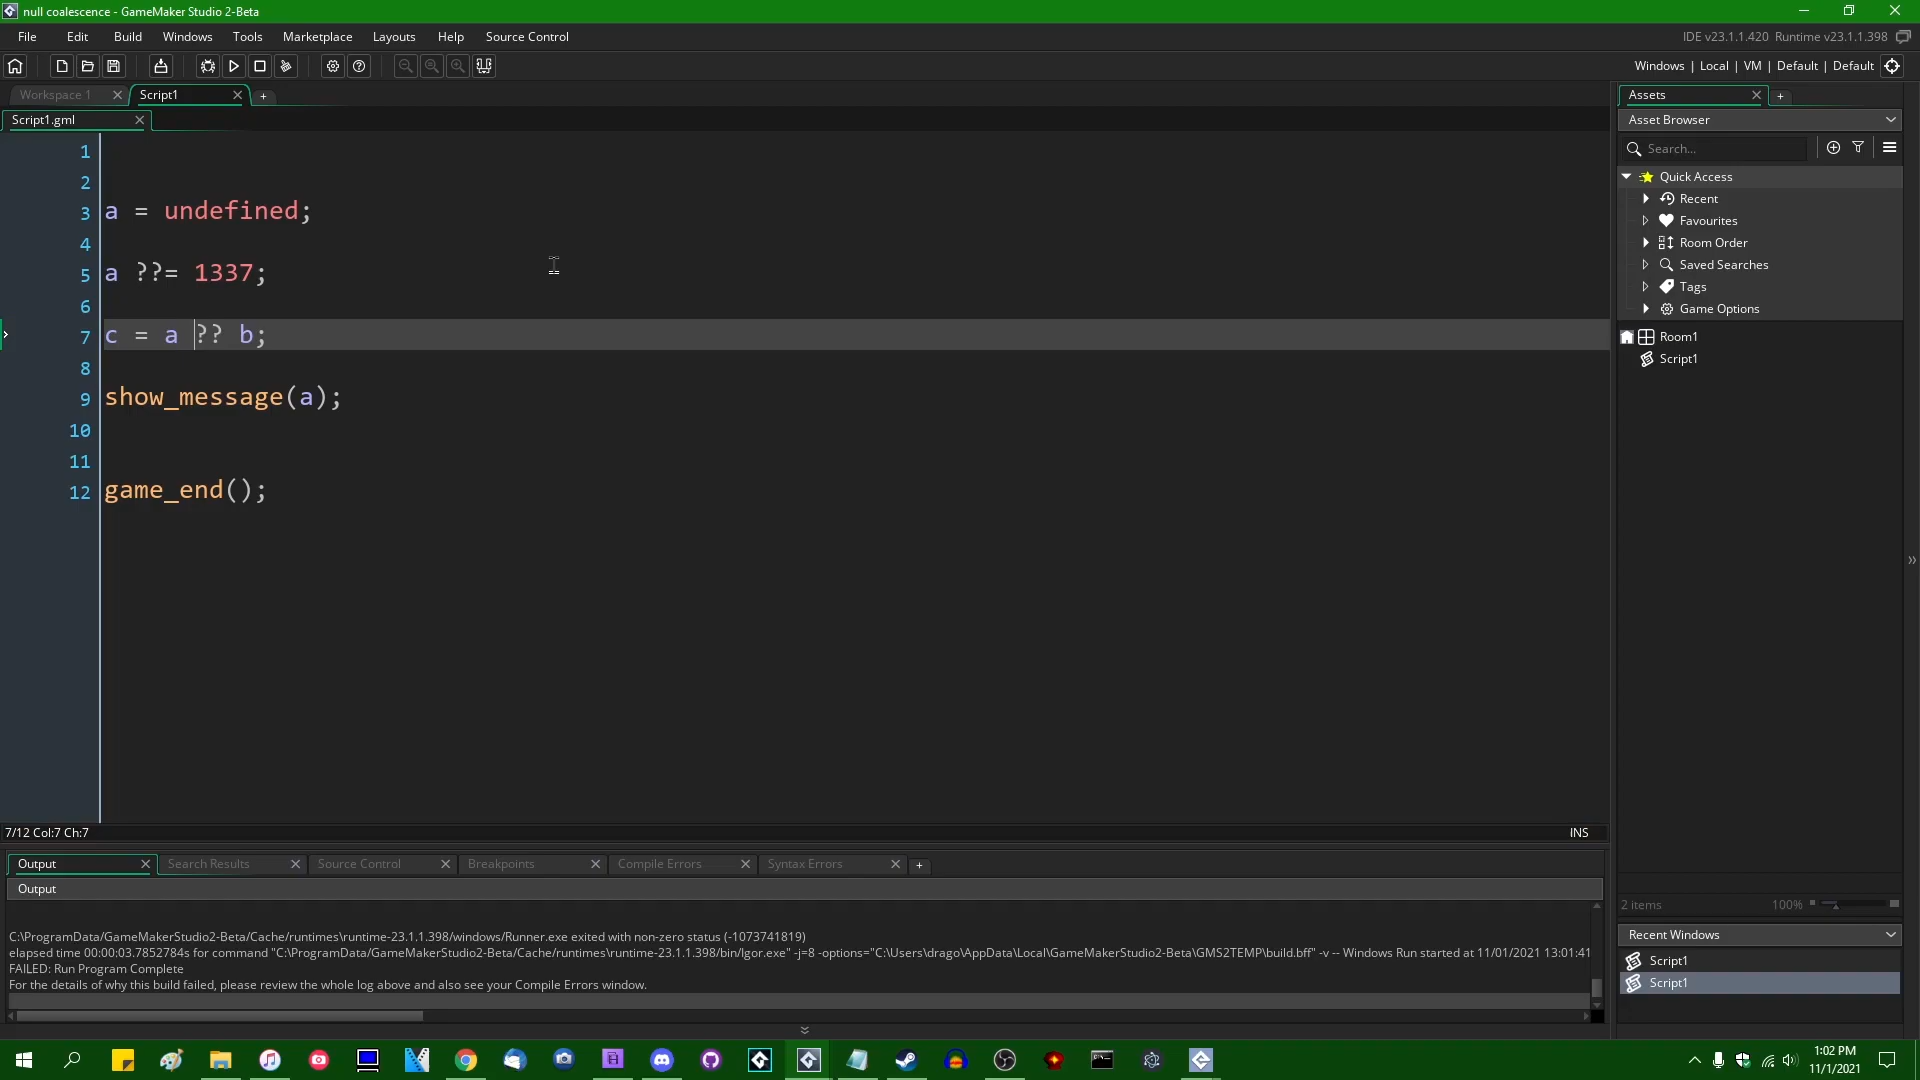 null coalescence - GameMaker Studio 2-Beta
File Edit Build Windows Tools Marketplace Layouts Help Source Control
IDE v23.1.1.420 Runtime v23.1.1.398
Windows | Local | VM | Default | Default
Workspace 1
Script1
Script1.gml
1
2
3 a = undefined;
4
5 a ??= 1337;
6
7 c = a ?? b;
8
9 show_message(a);
10
11
12 game_end();
7/12 Col:7 Ch:7
INS
Assets
Asset Browser
Search...
Quick Access
Recent
Favourites
Room Order
Saved Searches
Tags
Game Options
Room1
Script1
2 items
100%
Recent Windows
Script1
Script1
Output Search Results Source Control Breakpoints Compile Errors Syntax Errors
Output
C:\ProgramData/GameMakerStudio2-Beta/Cache/runtimes\runtime-23.1.1.398/windows/Runner.exe exited with non-zero status (-1073741819)
elapsed time 00:00:03.7852784s for command "C:\ProgramData/GameMakerStudio2-Beta/Cache/runtimes\runtime-23.1.1.398/bin/Igor.exe" -j=8 -options="C:\Users\drago\AppData\Local\GameMakerStudio2-Beta\GMS2TEMP\build.bff" -v -- Windows Run started at 11/01/2021 13:01:41
FAILED: Run Program Complete
For the details of why this build failed, please review the whole log above and also see your Compile Errors window.
1:02 PM
11/1/2021